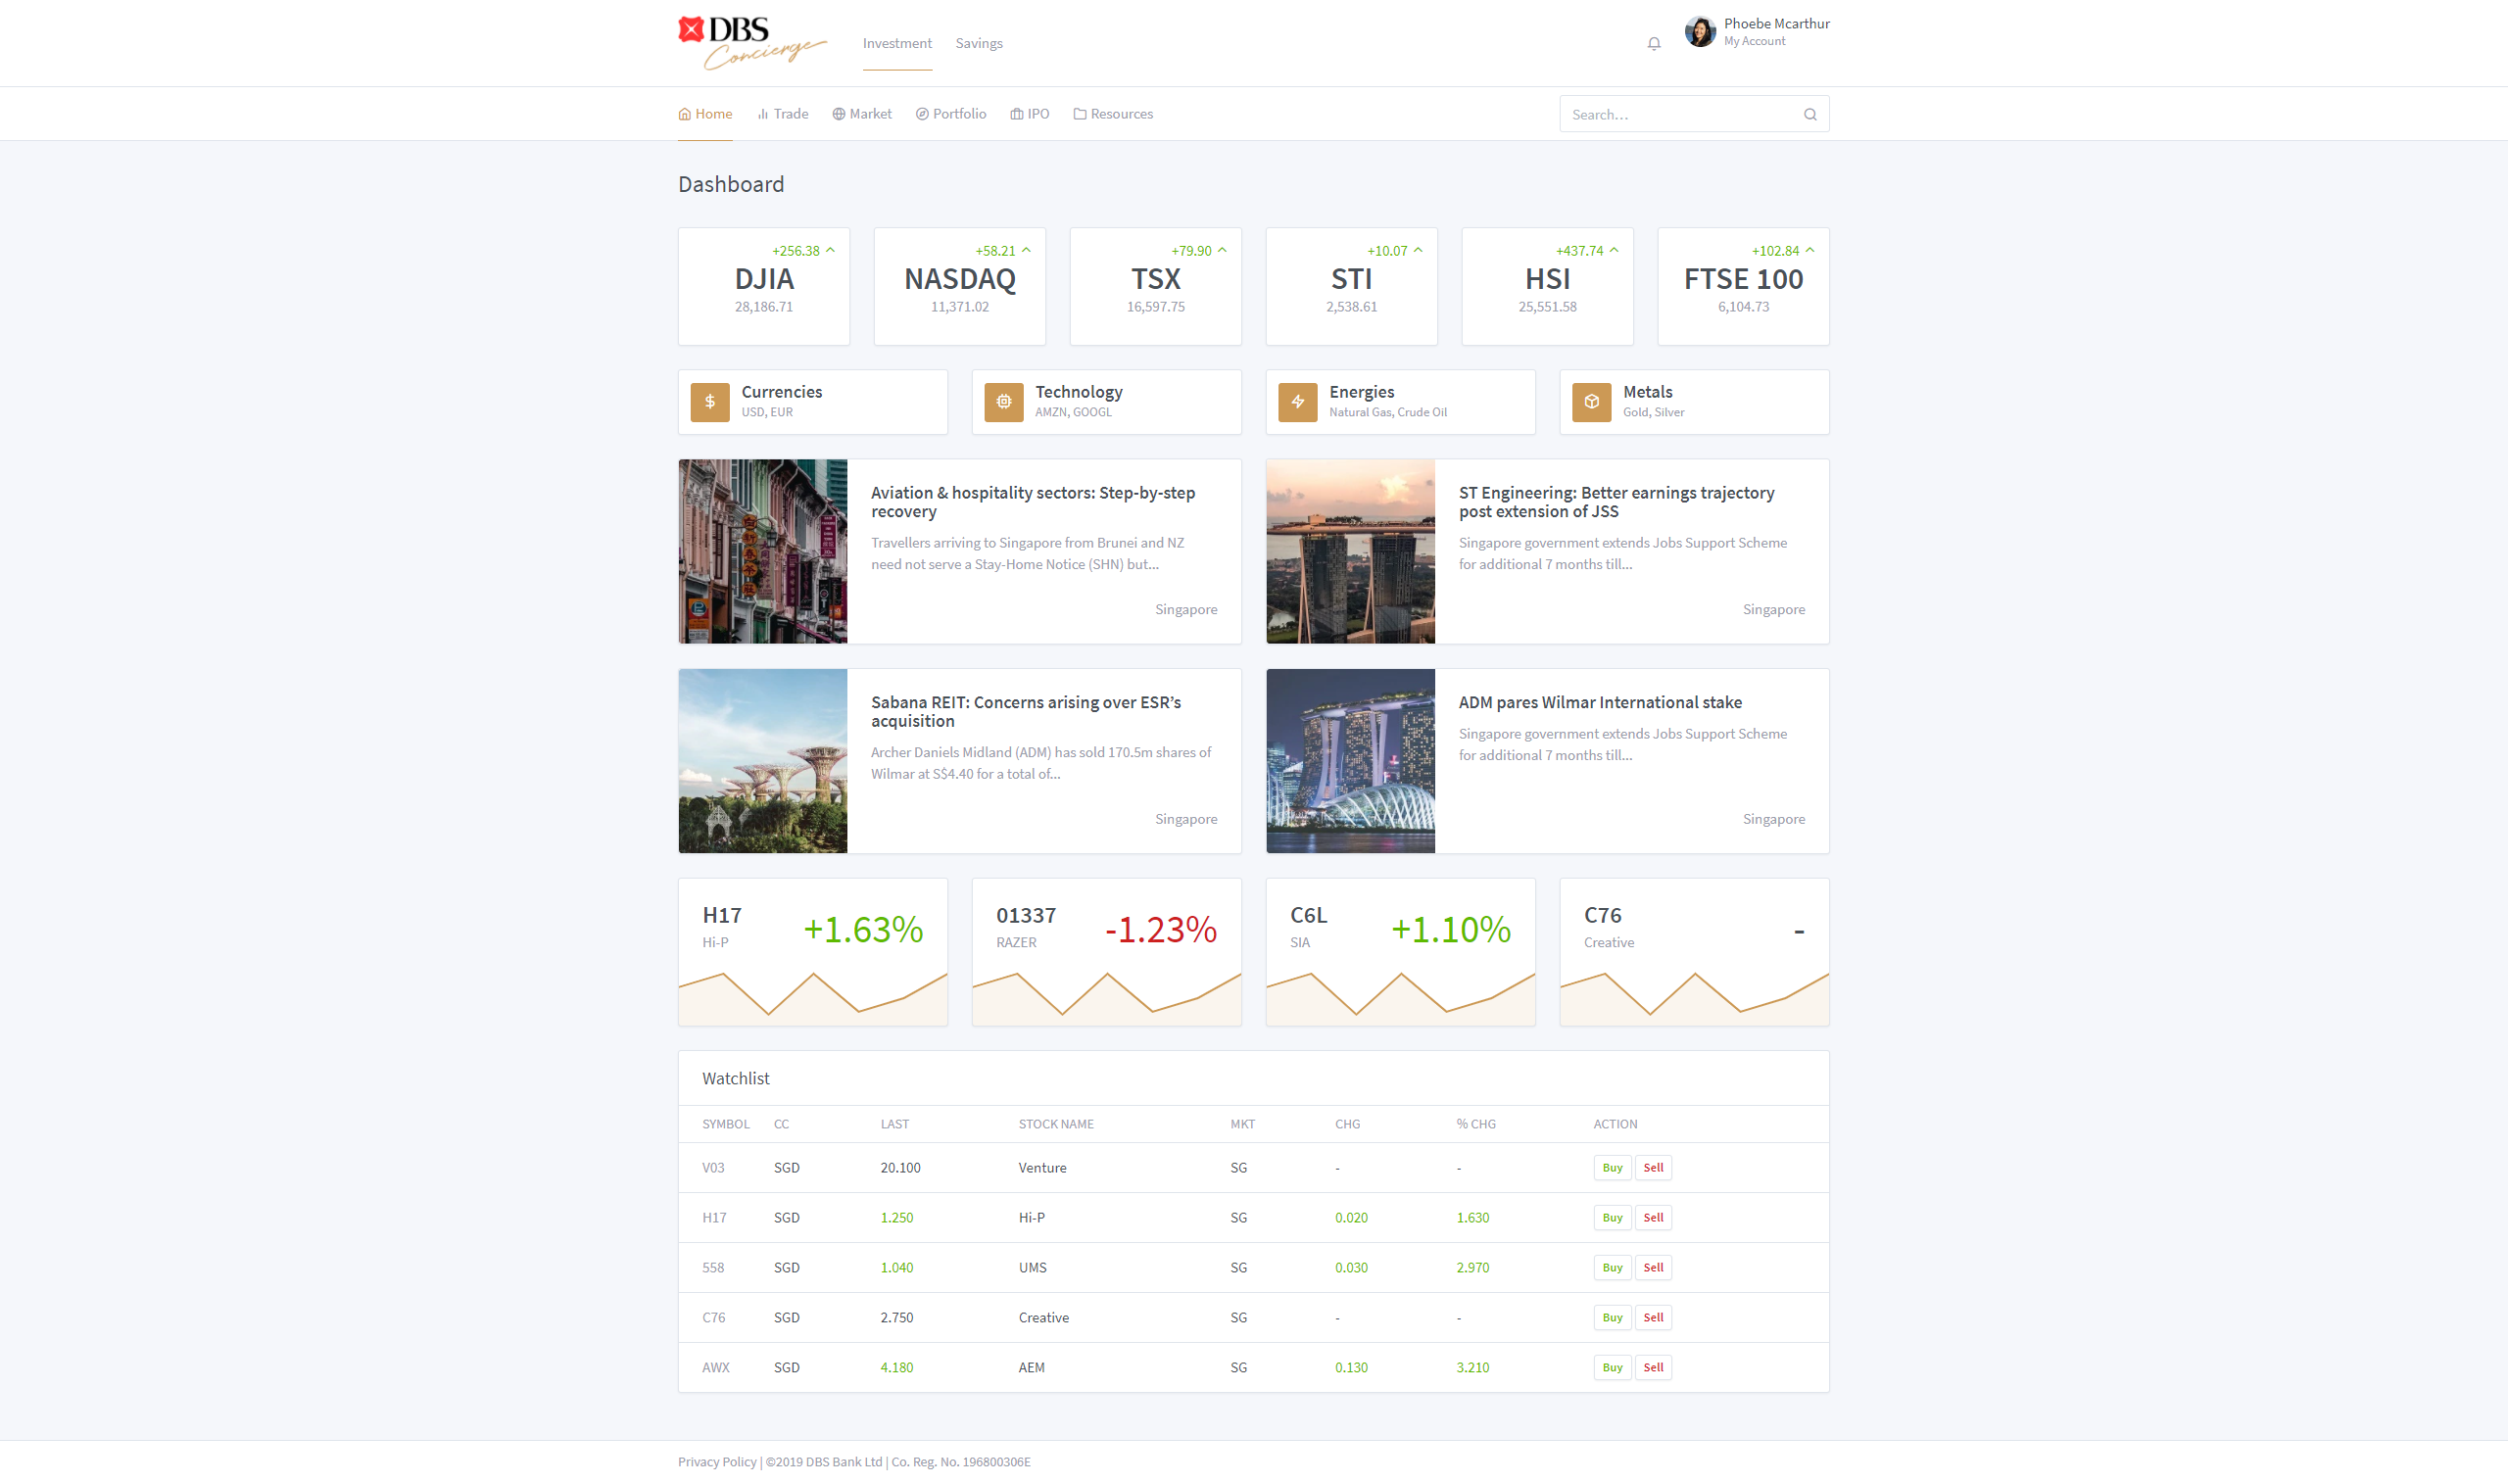 DBS
Concierge
Investment
Savings
Phoebe Mcarthur
My Account
Home
Trade
Market
Portfolio
IPO
Resources
Search…
Dashboard
+256.38
DJIA
28,186.71
+58.21
NASDAQ
11,371.02
+79.90
TSX
16,597.75
+10.07
STI
2,538.61
+437.74
HSI
25,551.58
+102.84
FTSE 100
6,104.73
Currencies
USD, EUR
Technology
AMZN, GOOGL
Energies
Natural Gas, Crude Oil
Metals
Gold, Silver
Aviation & hospitality sectors: Step-by-step
recovery
Travellers arriving to Singapore from Brunei and NZ
need not serve a Stay-Home Notice (SHN) but...
Singapore
ST Engineering: Better earnings trajectory
post extension of JSS
Singapore government extends Jobs Support Scheme
for additional 7 months till...
Singapore
Sabana REIT: Concerns arising over ESR’s
acquisition
Archer Daniels Midland (ADM) has sold 170.5m shares of
Wilmar at S$4.40 for a total of...
Singapore
ADM pares Wilmar International stake
Singapore government extends Jobs Support Scheme
for additional 7 months till...
Singapore
H17
Hi-P
+1.63%
01337
RAZER
-1.23%
C6L
SIA
+1.10%
C76
Creative
-
Watchlist
SYMBOL CC LAST STOCK NAME MKT CHG % CHG ACTION
V03 SGD 20.100 Venture SG - - Buy Sell
H17 SGD 1.250 Hi-P SG 0.020 1.630 Buy Sell
558 SGD 1.040 UMS SG 0.030 2.970 Buy Sell
C76 SGD 2.750 Creative SG - - Buy Sell
AWX SGD 4.180 AEM SG 0.130 3.210 Buy Sell
Privacy Policy | ©2019 DBS Bank Ltd | Co. Reg. No. 196800306E